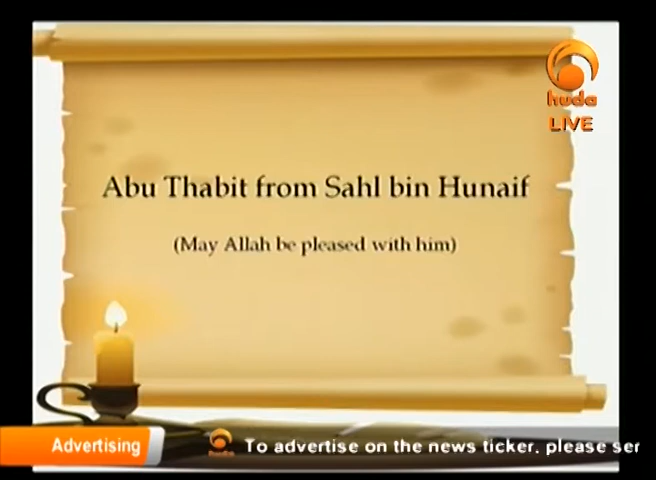 huda
LIVE
Abu Thabit from Sahl bin Hunaif
(May Allah be pleased with him)
Advertising
huda
To advertise on the news ticker. please ser